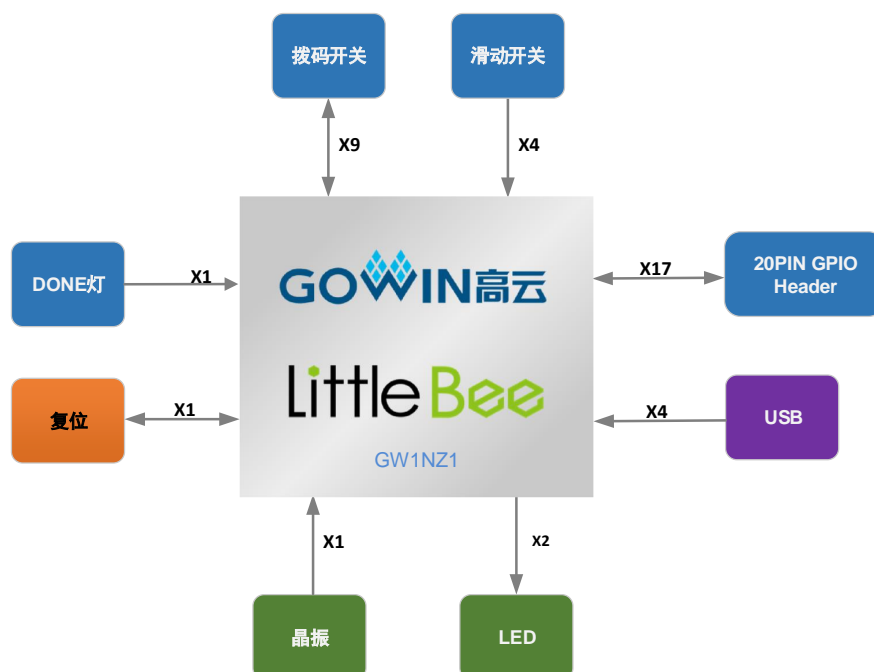 拨码开关
滑动开关
X9
X4
DONE灯
X1
GOWIN高云
X17
20PIN GPIO
Header
Little Bee
复位
X1
X4
USB
GW1NZ1
X1
X2
晶振
LED